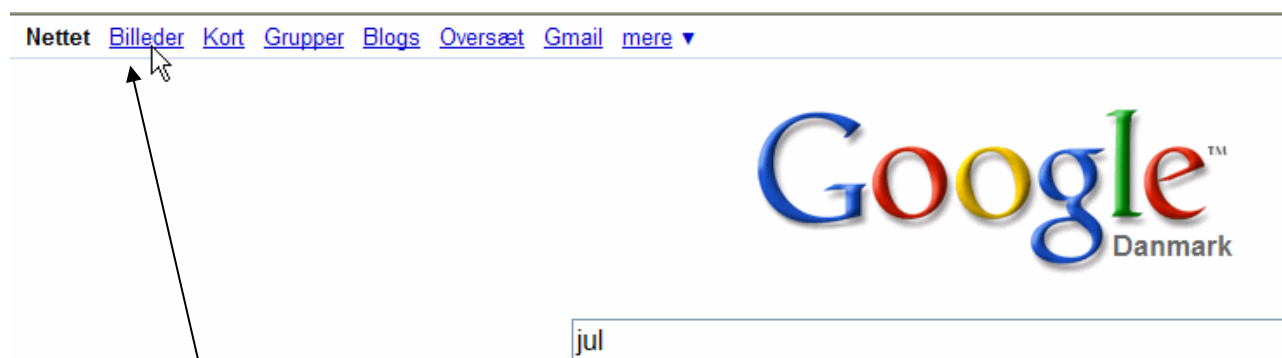 Nettet Billeder Kort Grupper Blogs Oversæt Gmail mere ▼
Google™
Danmark
jul